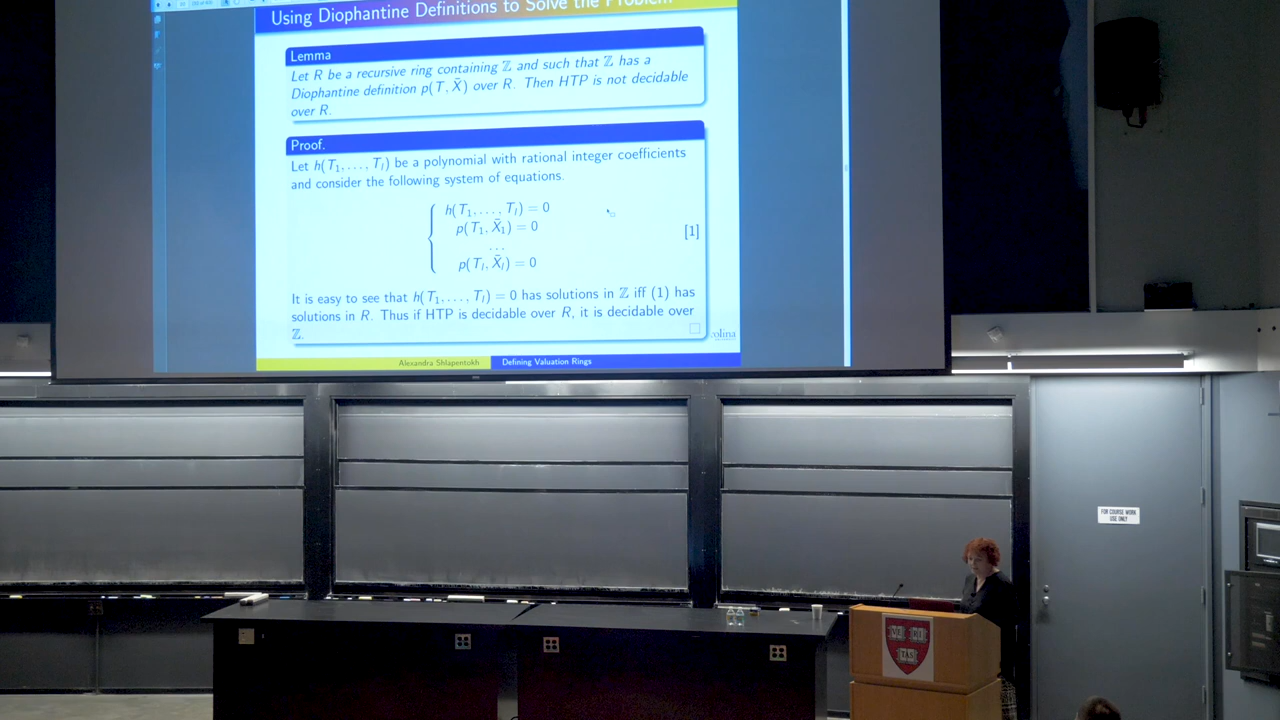 Using Diophantine Definitions to Solve the Problem
Lemma
Let R be a recursive ring containing ℤ and such that ℤ has a
Diophantine definition p(T, X̄) over R. Then HTP is not decidable
over R.
Proof.
Let h(T₁, . . . , Tₗ) be a polynomial with rational integer coefficients
and consider the following system of equations.
h(T₁, . . . , Tₗ) = 0
p(T₁, X̄₁) = 0
. . .
p(Tₗ, X̄ₗ) = 0
[1]
It is easy to see that h(T₁, . . . , Tₗ) = 0 has solutions in ℤ iff (1) has
solutions in R. Thus if HTP is decidable over R, it is decidable over
ℤ.
Alexandra Shlapentokh
Defining Valuation Rings
FOR COURSE WORK
USE ONLY
VE RI
TAS